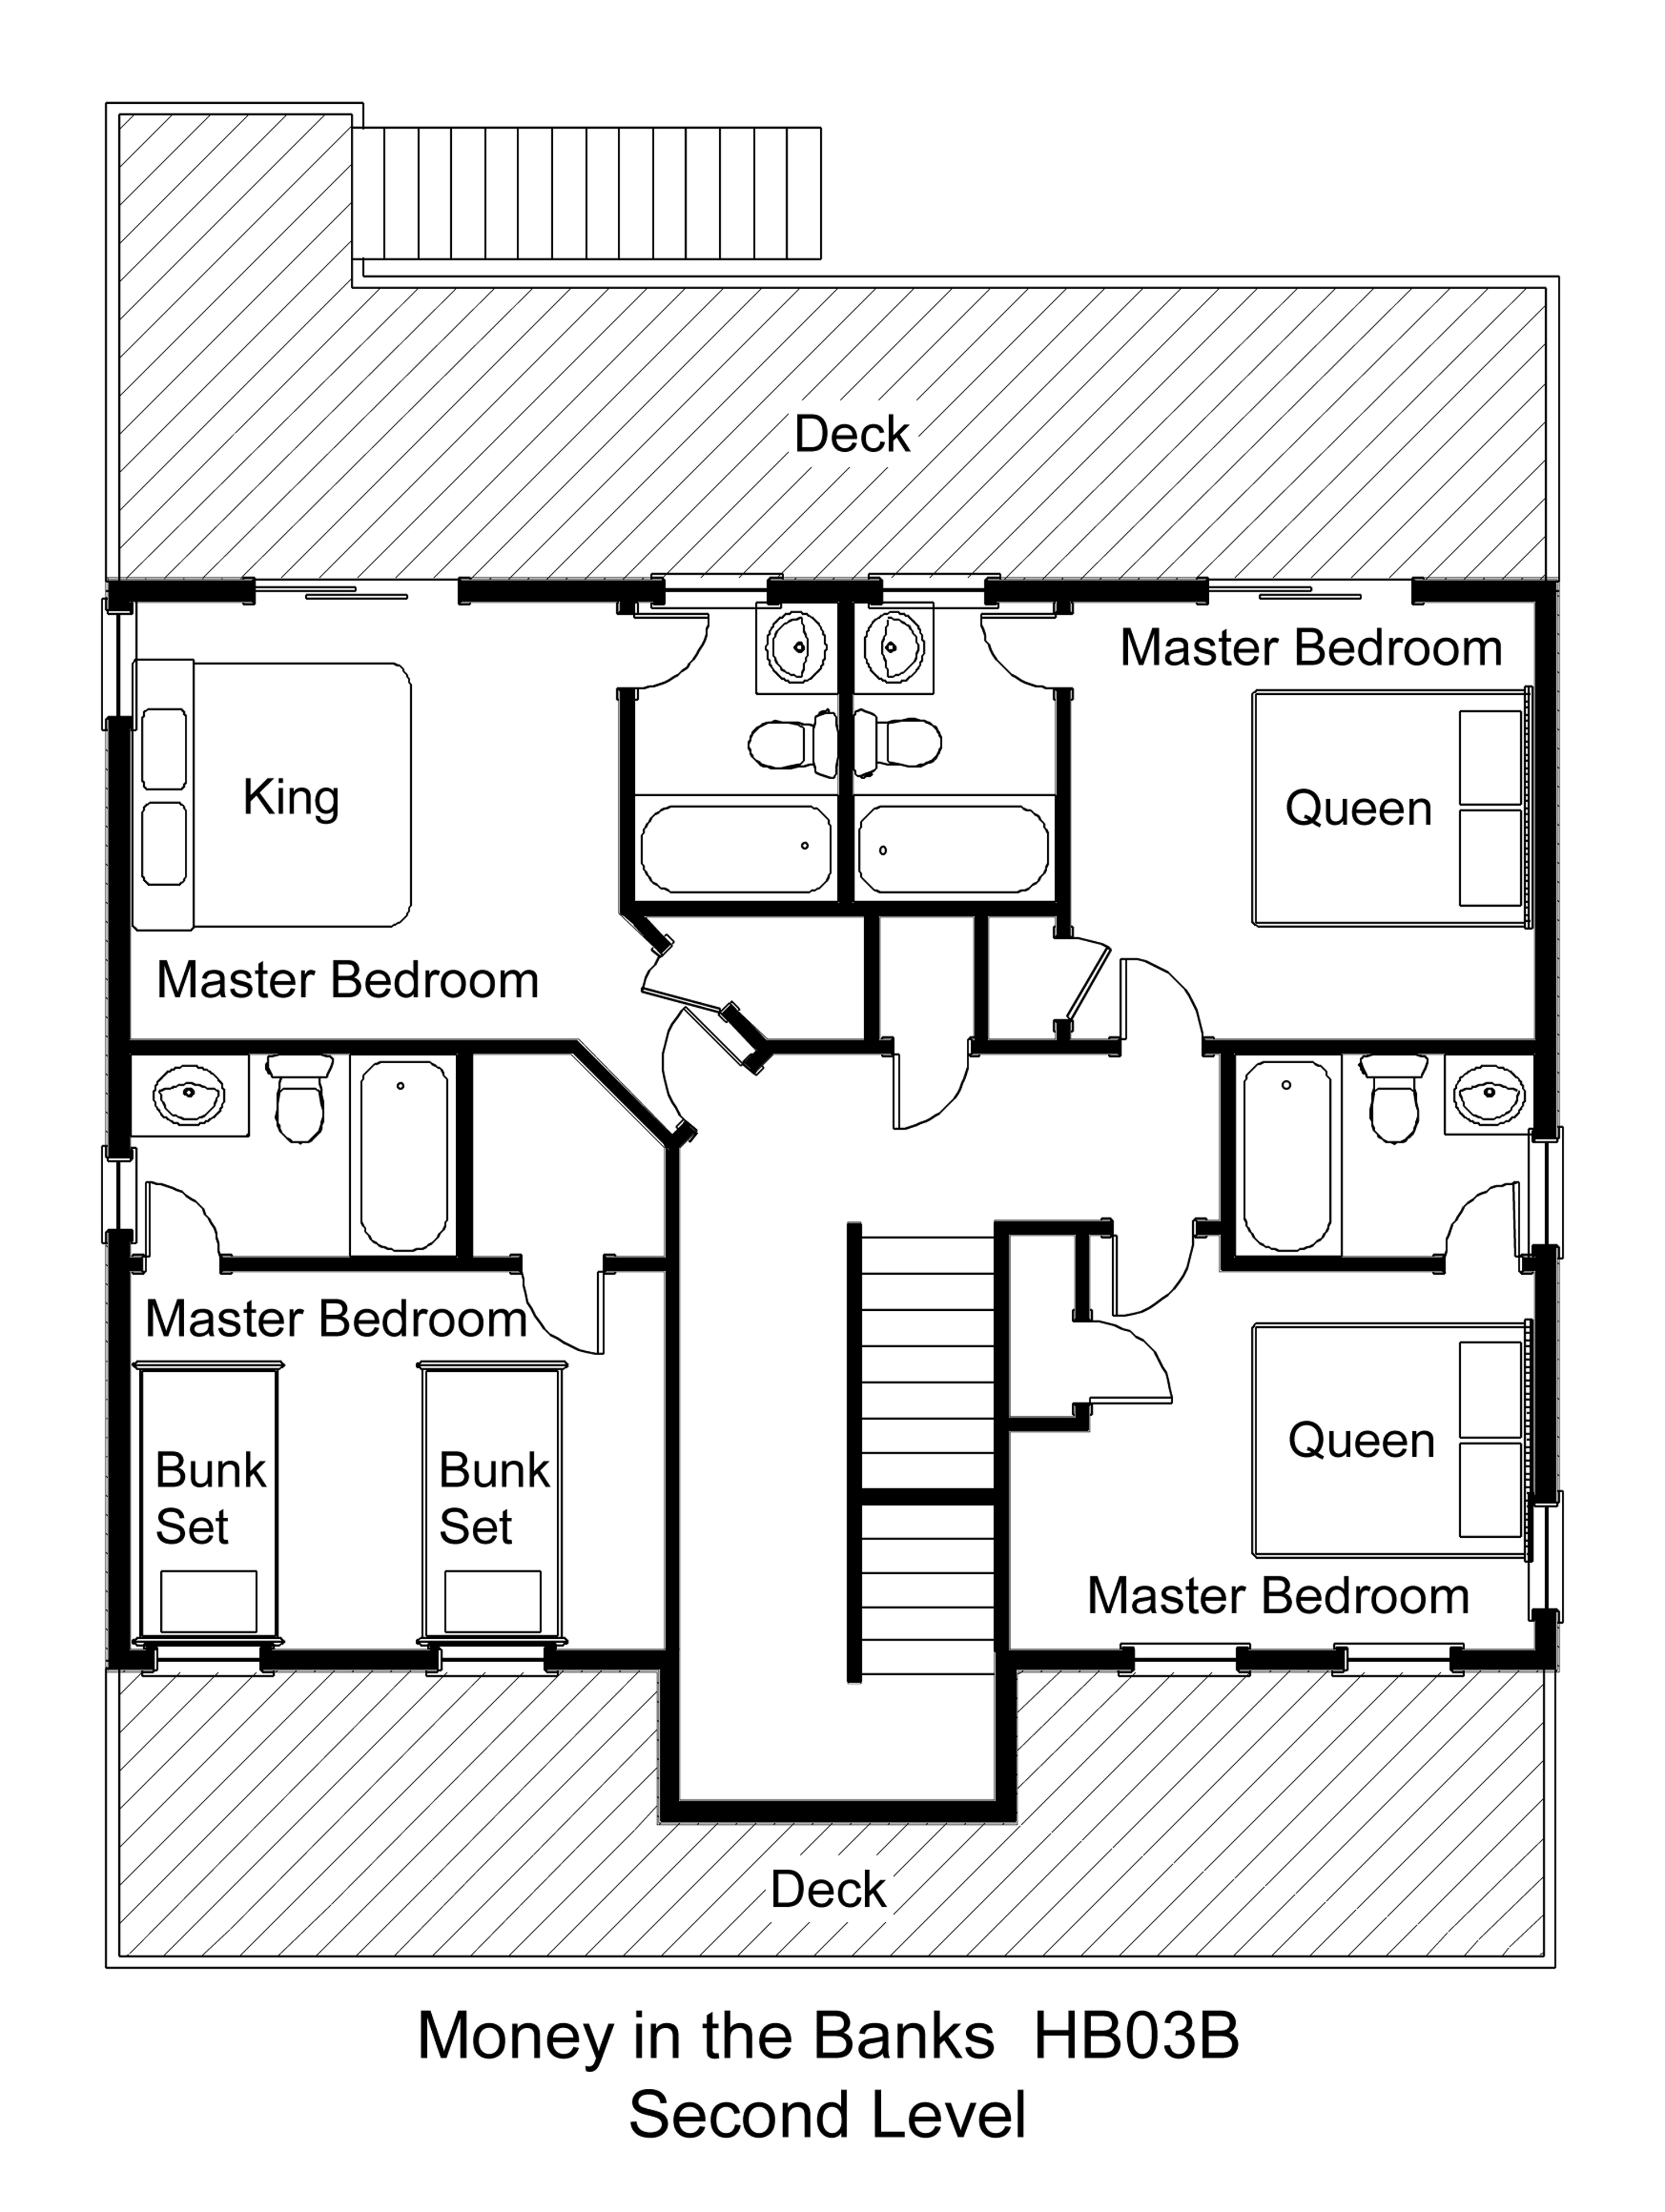 Deck
Master Bedroom
King
Queen
Master Bedroom
Master Bedroom
Bunk
Set
Bunk
Set
Queen
Master Bedroom
Deck
Money in the Banks  HB03B
Second Level